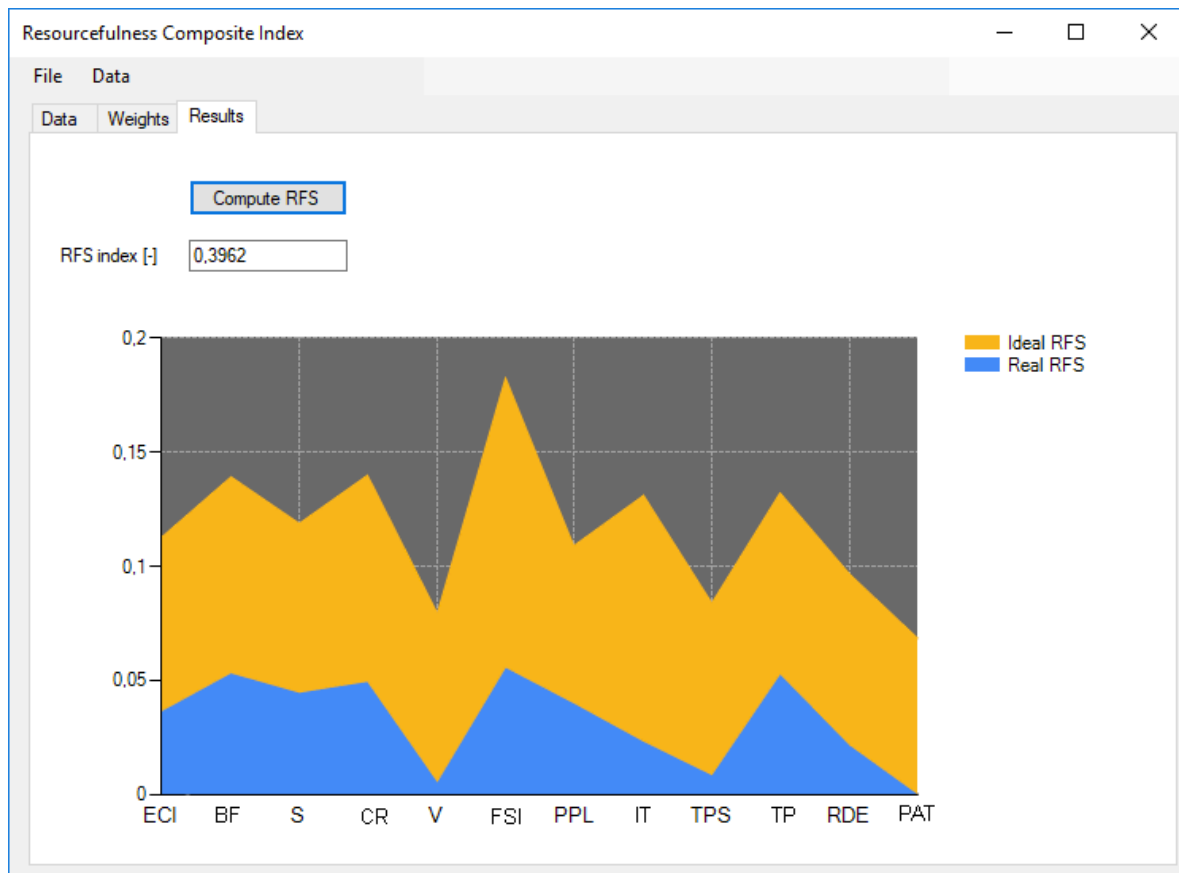 Resourcefulness Composite Index
File Data
Data Weights Results
Compute RFS
RFS index [-] 0,3962
0,2
Ideal RFS
Real RFS
0,15
0,1
0,05
0
ECI BF S CR V FSI PPL IT TPS TP RDE PAT